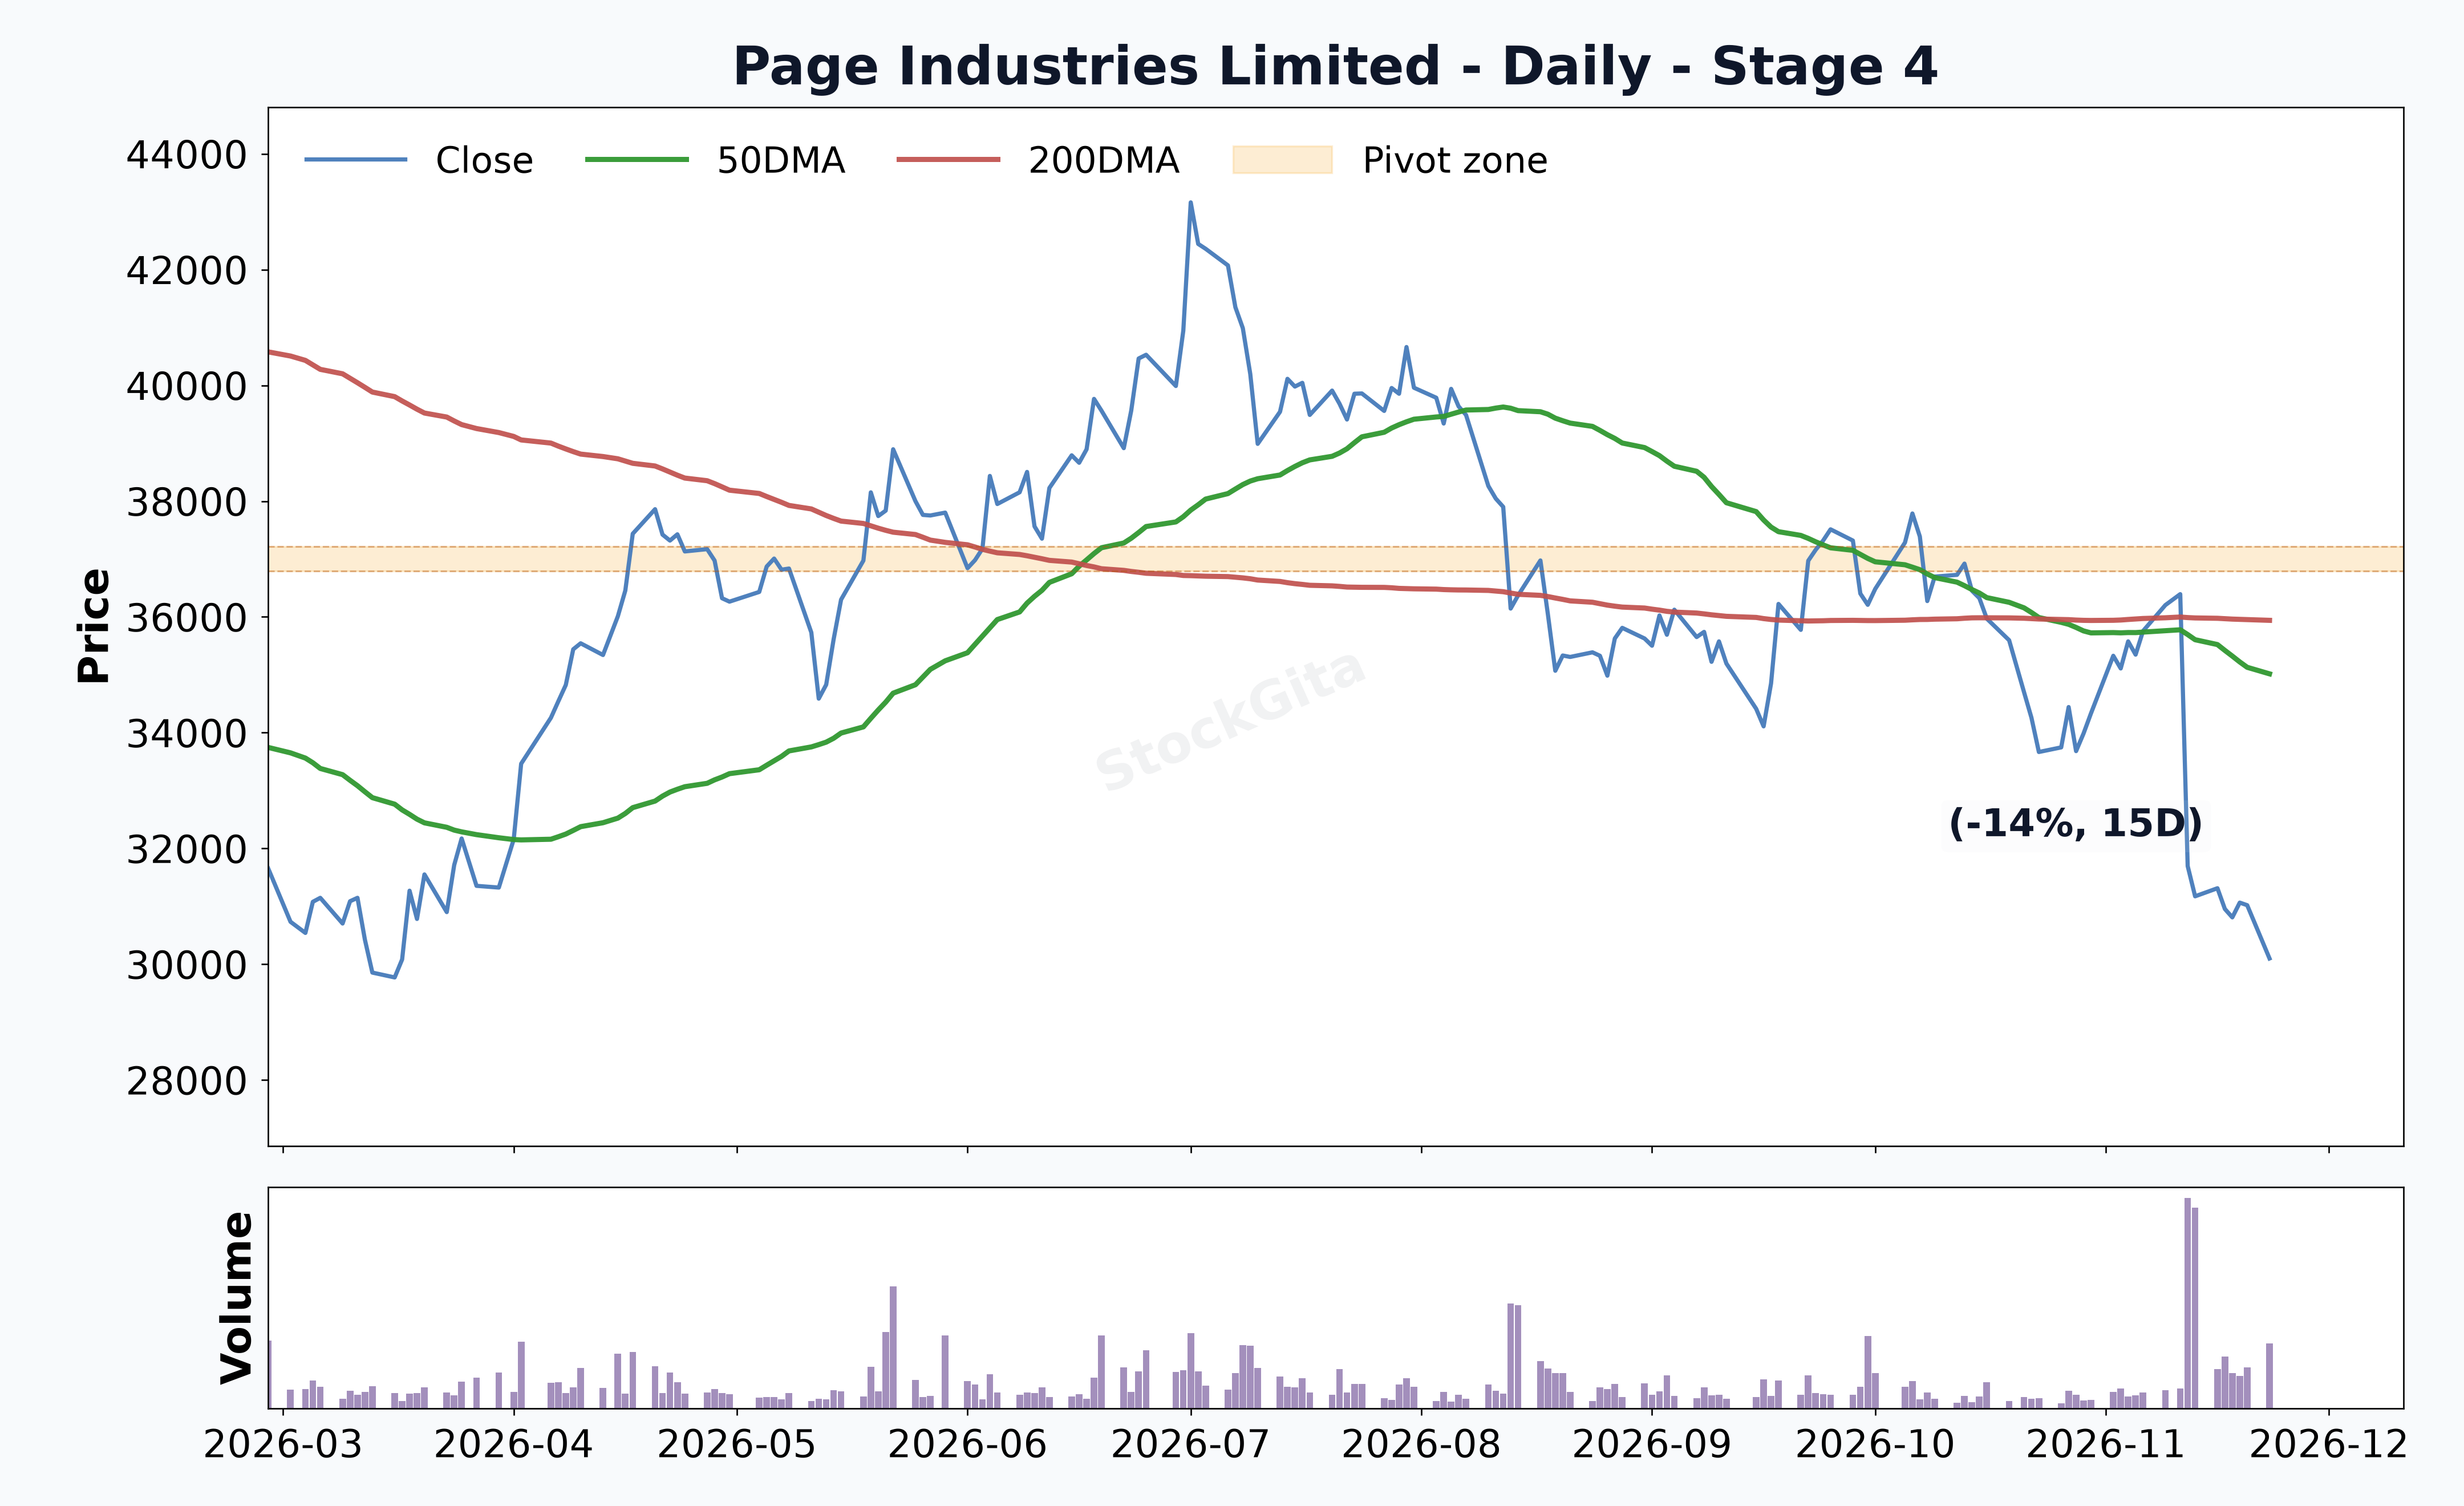 Page Industries Limited - Daily - Stage 4
Close 50DMA 200DMA Pivot zone
44000
42000
40000
38000
36000
34000
32000
30000
28000
Price
StockGita
(-14%, 15D)
Volume
2026-03 2026-04 2026-05 2026-06 2026-07 2026-08 2026-09 2026-10 2026-11 2026-12